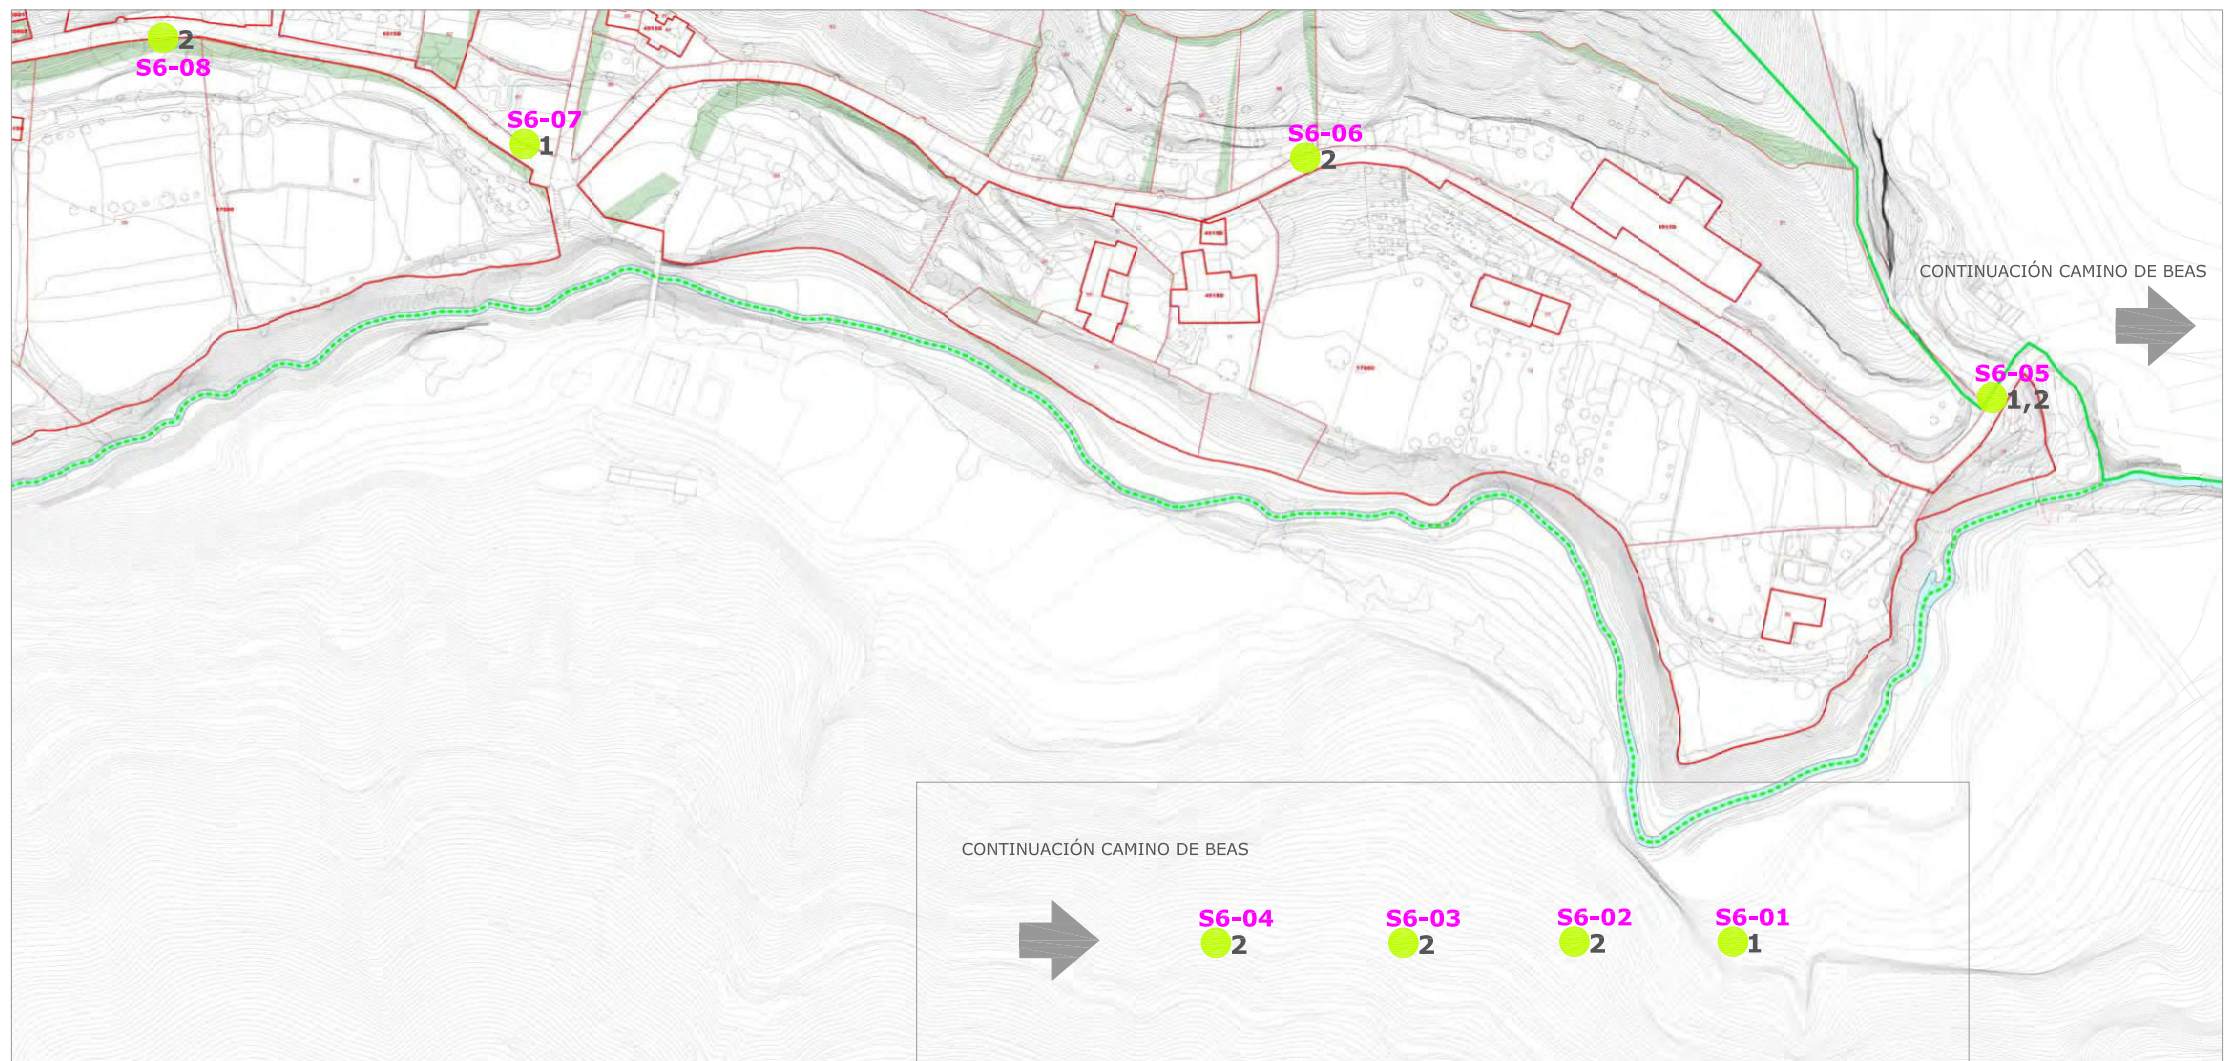 2
S6-08
S6-07
1
S6-06
2
CONTINUACIÓN CAMINO DE BEAS
S6-05
1,2
CONTINUACIÓN CAMINO DE BEAS
S6-04
2
S6-03
2
S6-02
2
S6-01
1